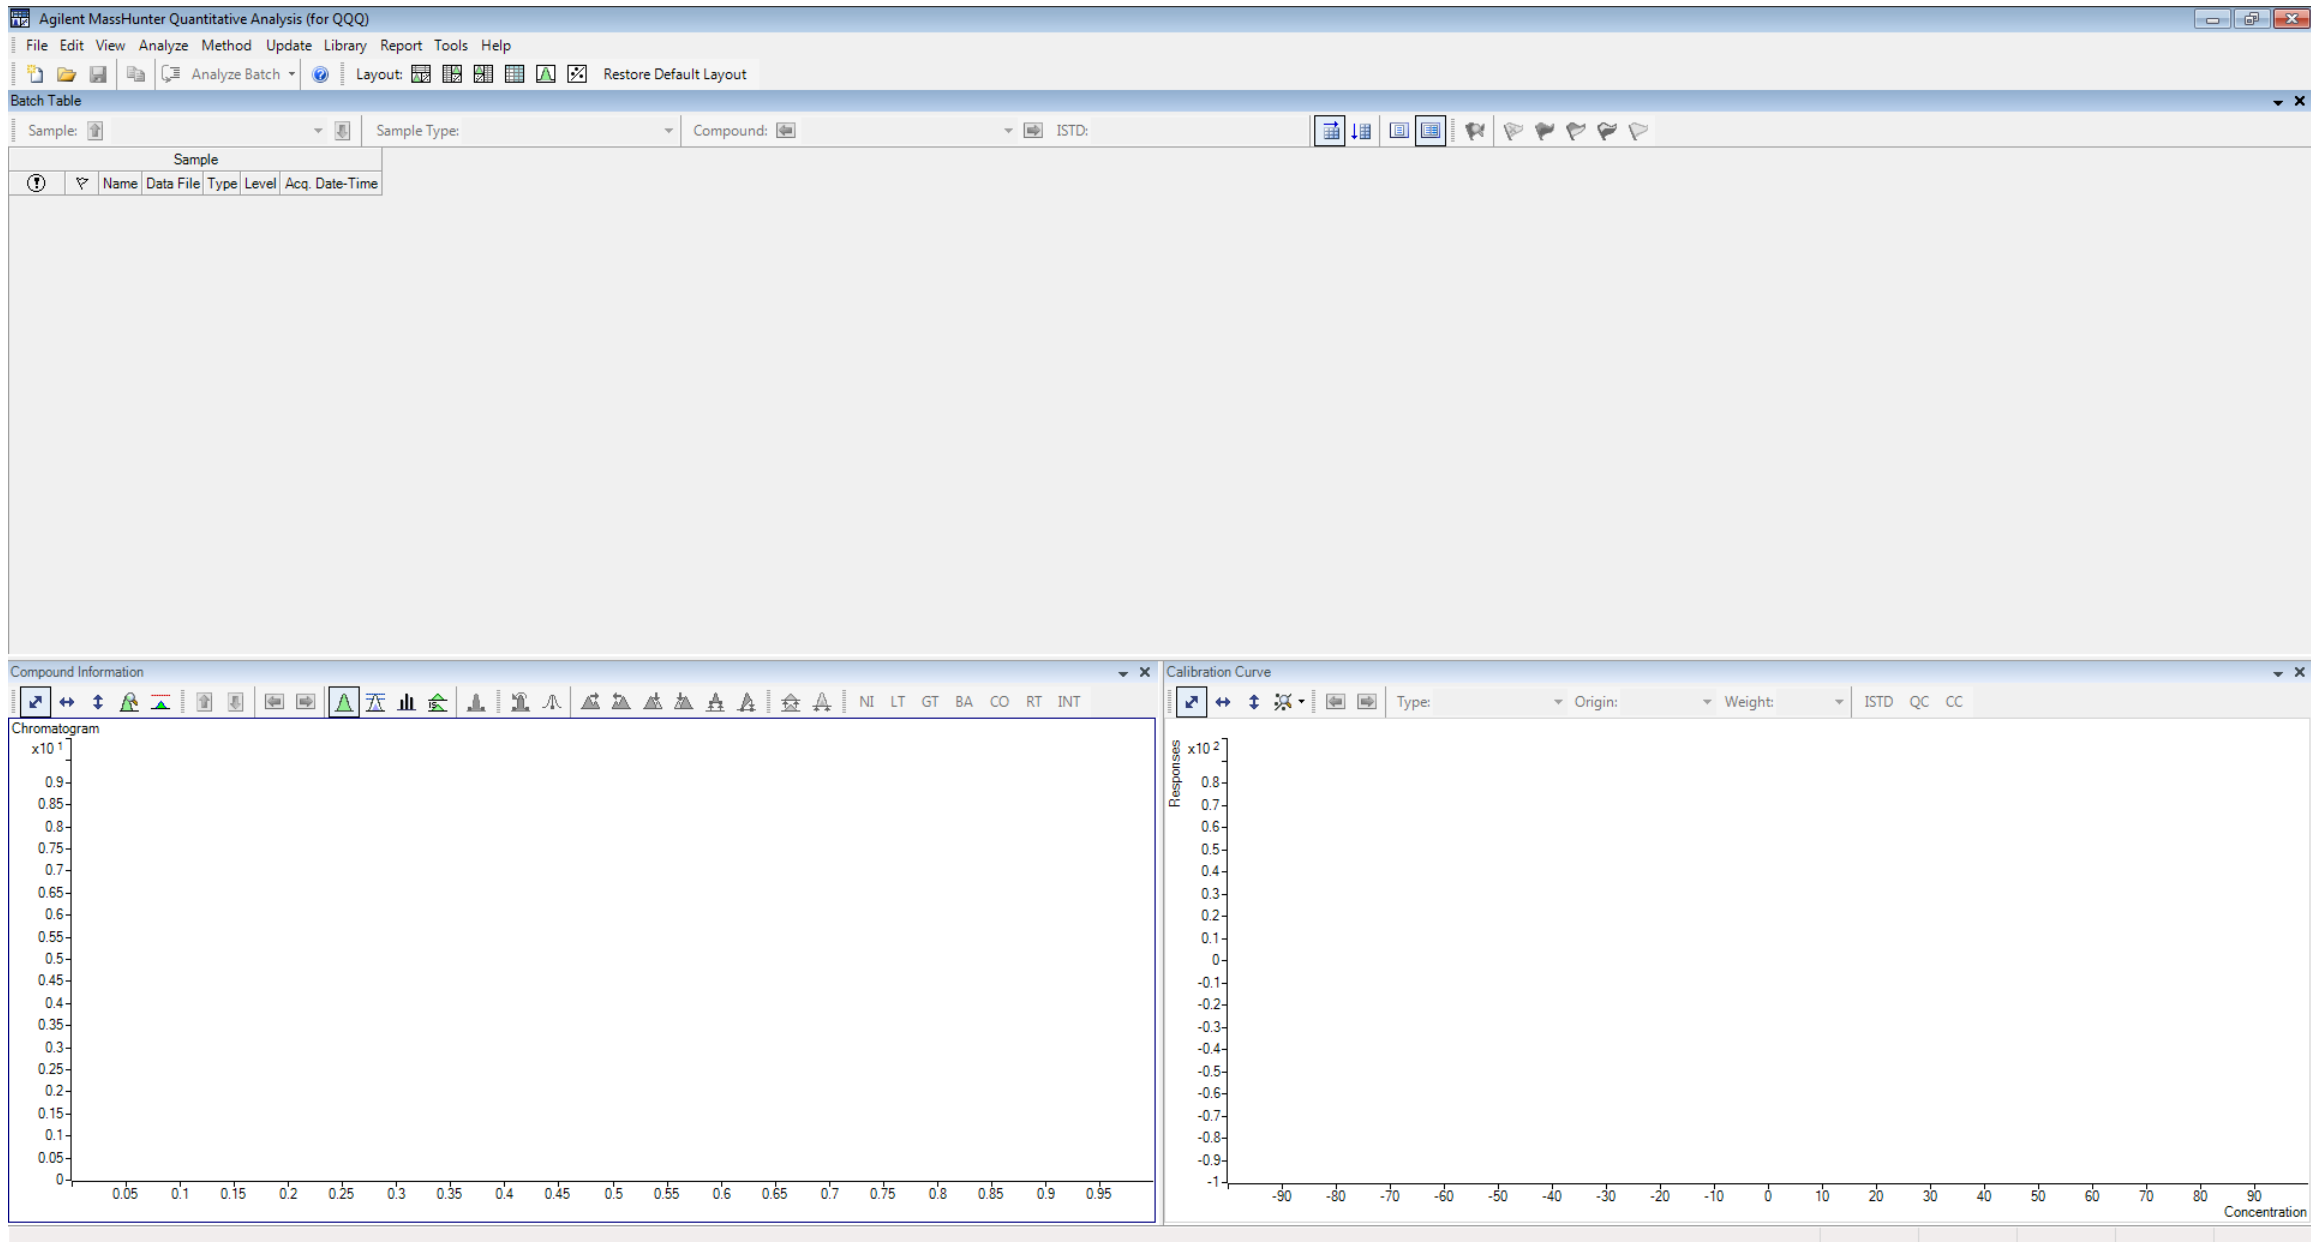 Agilent MassHunter Quantitative Analysis (for QQQ)
File Edit View Analyze Method Update Library Report Tools Help
Analyze Batch Layout: Restore Default Layout
Batch Table
Sample: Sample Type: Compound: ISTD:
Sample
Name Data File Type Level Acq. Date-Time
Compound Information
NI LT GT BA CO RT INT
Chromatogram
x10 1
0.9
0.85
0.8
0.75
0.7
0.65
0.6
0.55
0.5
0.45
0.4
0.35
0.3
0.25
0.2
0.15
0.1
0.05
0
0.05 0.1 0.15 0.2 0.25 0.3 0.35 0.4 0.45 0.5 0.55 0.6 0.65 0.7 0.75 0.8 0.85 0.9 0.95
Calibration Curve
Type: Origin: Weight: ISTD QC CC
Responses
x10 2
0.8
0.7
0.6
0.5
0.4
0.3
0.2
0.1
0
-0.1
-0.2
-0.3
-0.4
-0.5
-0.6
-0.7
-0.8
-0.9
-1
-90 -80 -70 -60 -50 -40 -30 -20 -10 0 10 20 30 40 50 60 70 80 90
Concentration